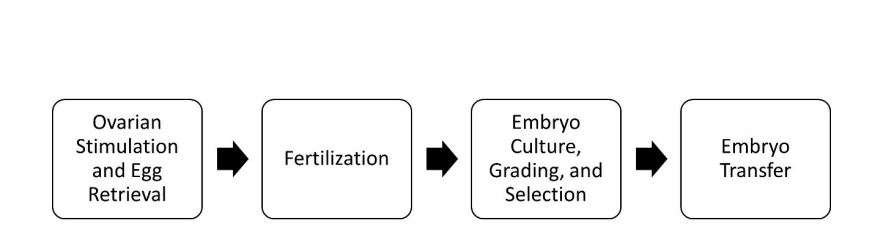 Ovarian
Stimulation
and Egg
Retrieval
Fertilization
Embryo
Culture,
Grading, and
Selection
Embryo
Transfer